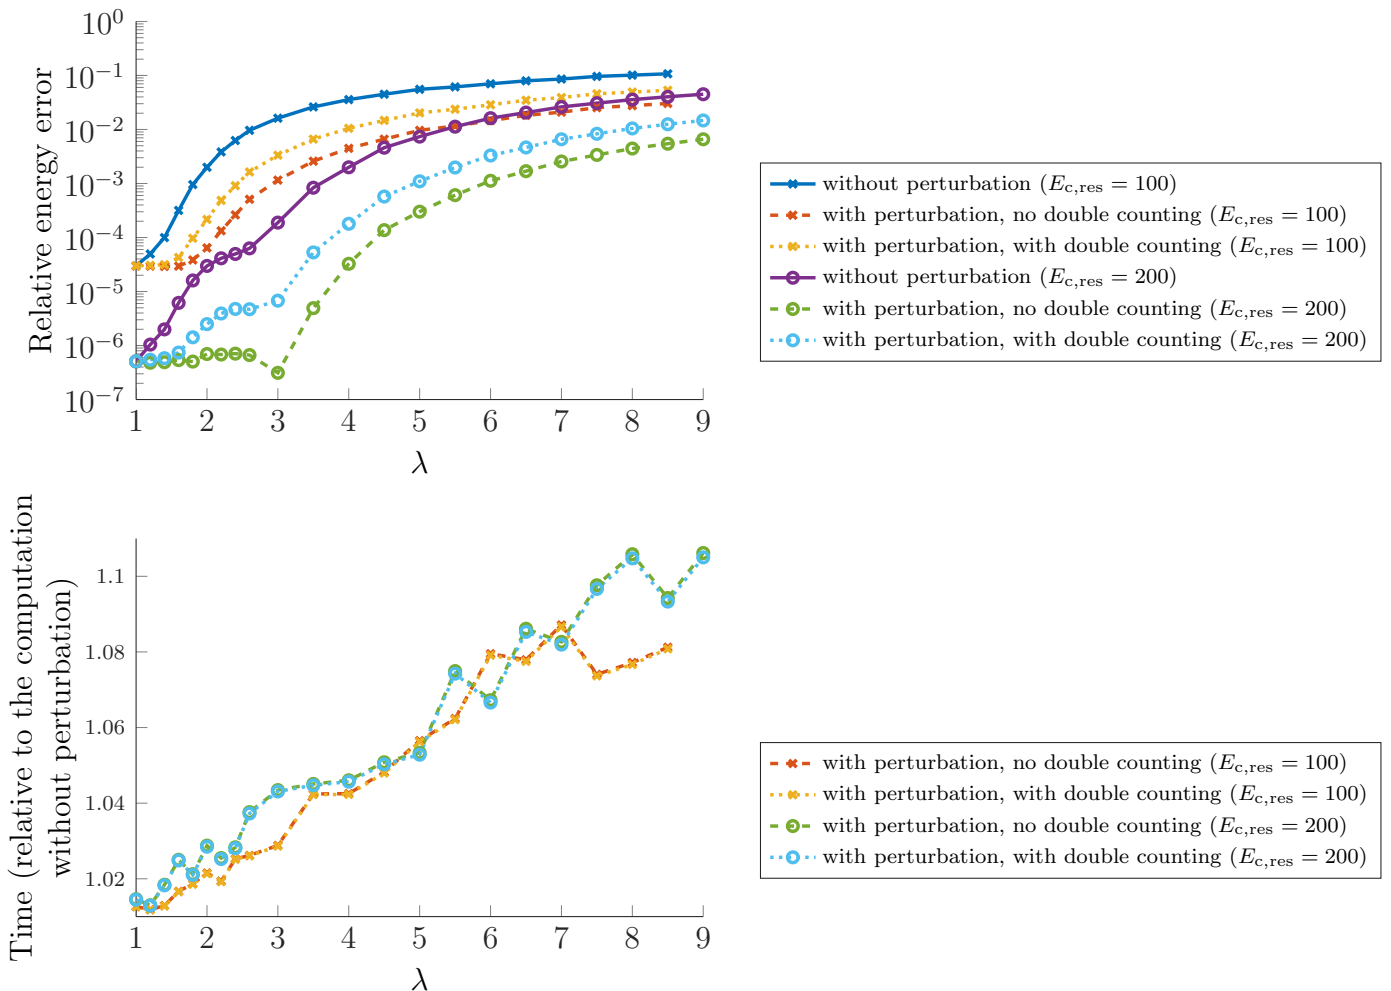 10^0
10^−1
10^−2
10^−3
10^−4
10^−5
10^−6
10^−7
Relative energy error
1 2 3 4 5 6 7 8 9
λ
without perturbation (E_c,res = 100)
with perturbation, no double counting (E_c,res = 100)
with perturbation, with double counting (E_c,res = 100)
without perturbation (E_c,res = 200)
with perturbation, no double counting (E_c,res = 200)
with perturbation, with double counting (E_c,res = 200)
1.1
1.08
1.06
1.04
1.02
Time (relative to the computation
without perturbation)
1 2 3 4 5 6 7 8 9
λ
with perturbation, no double counting (E_c,res = 100)
with perturbation, with double counting (E_c,res = 100)
with perturbation, no double counting (E_c,res = 200)
with perturbation, with double counting (E_c,res = 200)